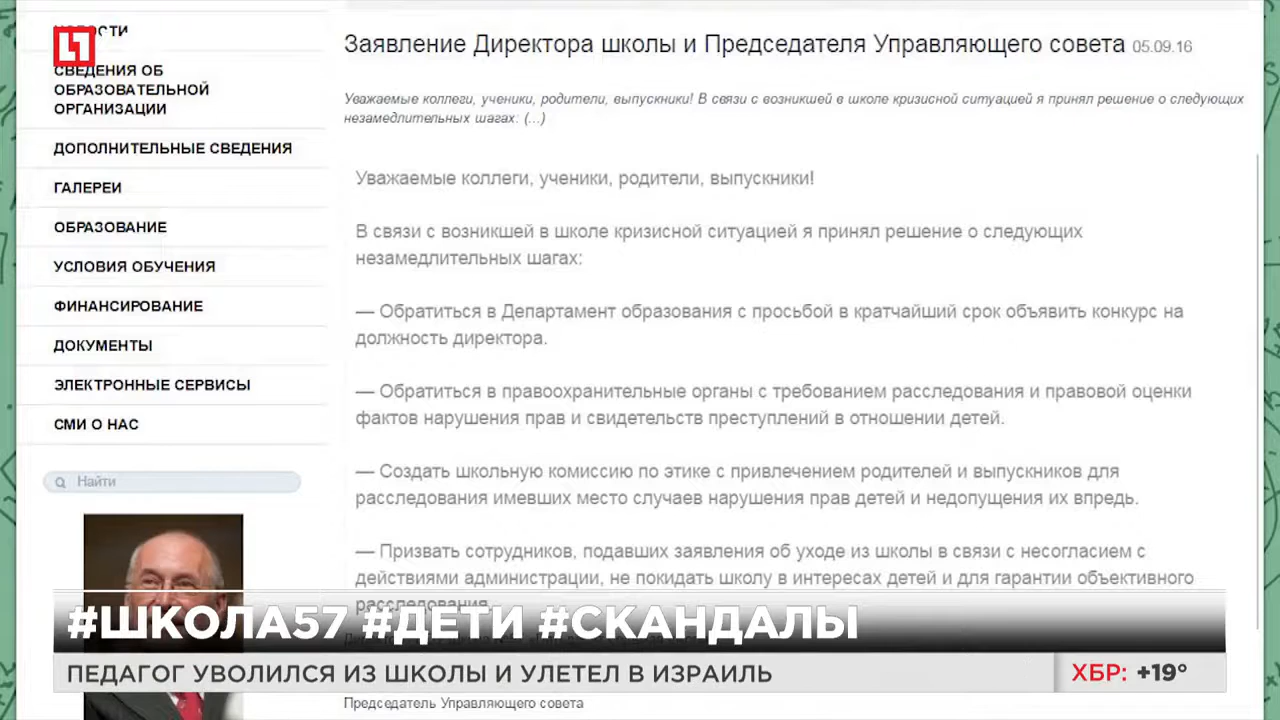 НОВОСТИ
СВЕДЕНИЯ ОБ
ОБРАЗОВАТЕЛЬНОЙ
ОРГАНИЗАЦИИ
ДОПОЛНИТЕЛЬНЫЕ СВЕДЕНИЯ
ГАЛЕРЕИ
ОБРАЗОВАНИЕ
УСЛОВИЯ ОБУЧЕНИЯ
ФИНАНСИРОВАНИЕ
ДОКУМЕНТЫ
ЭЛЕКТРОННЫЕ СЕРВИСЫ
СМИ О НАС
Найти
Заявление Директора школы и Председателя Управляющего совета 05.09.16
Уважаемые коллеги, ученики, родители, выпускники! В связи с возникшей в школе кризисной ситуацией я принял решение о следующих
незамедлительных шагах: (...)
Уважаемые коллеги, ученики, родители, выпускники!
В связи с возникшей в школе кризисной ситуацией я принял решение о следующих
незамедлительных шагах:
— Обратиться в Департамент образования с просьбой в кратчайший срок объявить конкурс на
должность директора.
— Обратиться в правоохранительные органы с требованием расследования и правовой оценки
фактов нарушения прав и свидетельств преступлений в отношении детей.
— Создать школьную комиссию по этике с привлечением родителей и выпускников для
расследования имевших место случаев нарушения прав детей и недопущения их впредь.
— Призвать сотрудников, подавших заявления об уходе из школы в связи с несогласием с
действиями администрации, не покидать школу в интересах детей и для гарантии объективного
расследования.
#ШКОЛА57 #ДЕТИ #СКАНДАЛЫ
ПЕДАГОГ УВОЛИЛСЯ ИЗ ШКОЛЫ И УЛЕТЕЛ В ИЗРАИЛЬ
ХБР: +19°
Председатель Управляющего совета